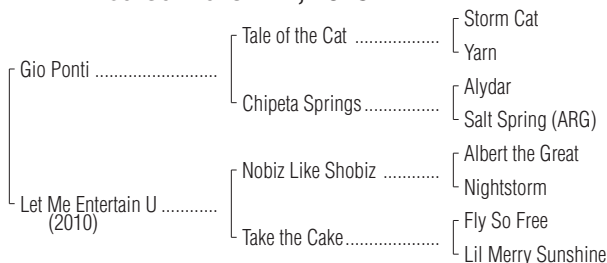 Storm Cat
Tale of the Cat ..................
Yarn
Gio Ponti ..........................
Alydar
Chipeta Springs ................
Salt Spring (ARG)
Albert the Great
Nobiz Like Shobiz ............
Nightstorm
Let Me Entertain U ............
(2010)
Fly So Free
Take the Cake....................
Lil Merry Sunshine